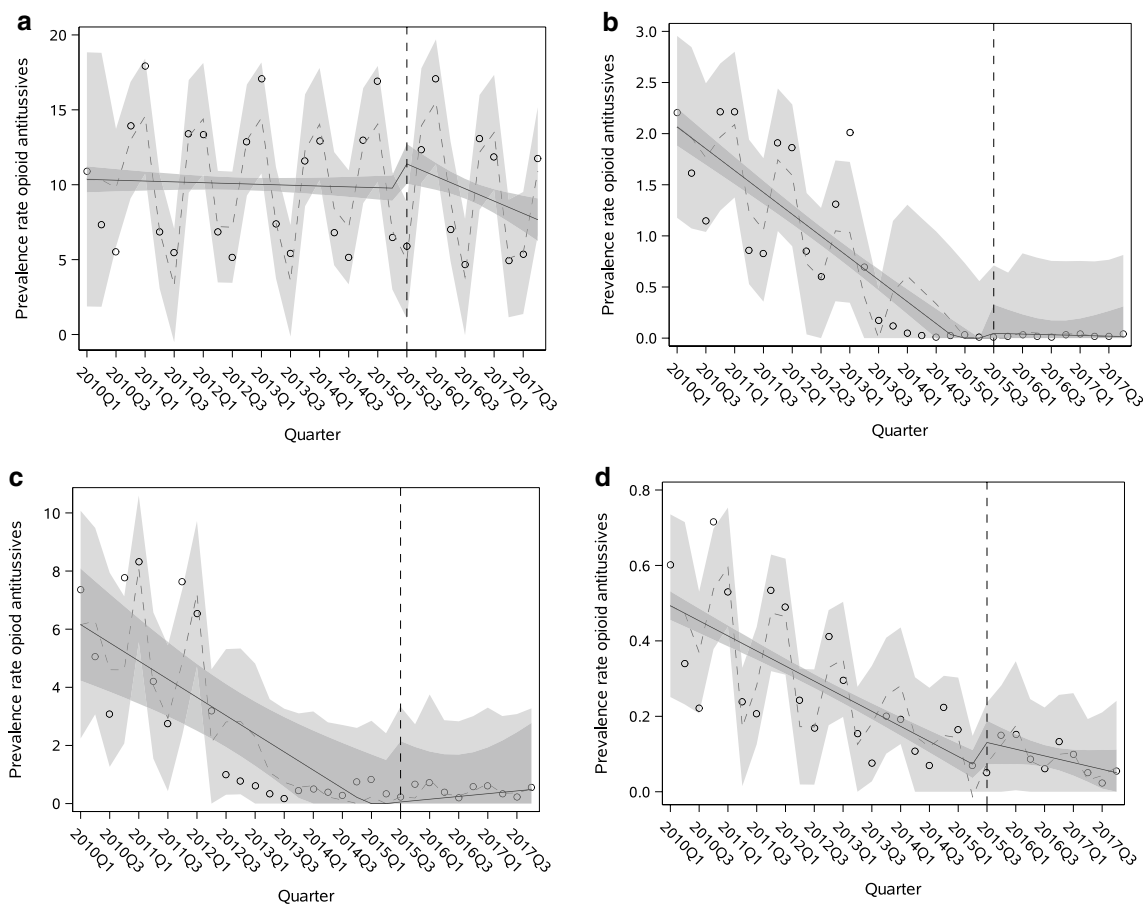 a
Prevalence rate opioid antitussives
20
15
10
5
0
2010Q1 2010Q3 2011Q1 2011Q3 2012Q1 2012Q3 2013Q1 2013Q3 2014Q1 2014Q3 2015Q1 2015Q3 2016Q1 2016Q3 2017Q1 2017Q3
Quarter
b
Prevalence rate opioid antitussives
3.0
2.5
2.0
1.5
1.0
0.5
0.0
2010Q1 2010Q3 2011Q1 2011Q3 2012Q1 2012Q3 2013Q1 2013Q3 2014Q1 2014Q3 2015Q1 2015Q3 2016Q1 2016Q3 2017Q1 2017Q3
Quarter
c
Prevalence rate opiod antitussives
10
8
6
4
2
0
2010Q1 2010Q3 2011Q1 2011Q3 2012Q1 2012Q3 2013Q1 2013Q3 2014Q1 2014Q3 2015Q1 2015Q3 2016Q1 2016Q3 2017Q1 2017Q3
Quarter
d
Prevalence rate opioid antitussives
0.8
0.6
0.4
0.2
0.0
2010Q1 2010Q3 2011Q1 2011Q3 2012Q1 2012Q3 2013Q1 2013Q3 2014Q1 2014Q3 2015Q1 2015Q3 2016Q1 2016Q3 2017Q1 2017Q3
Quarter